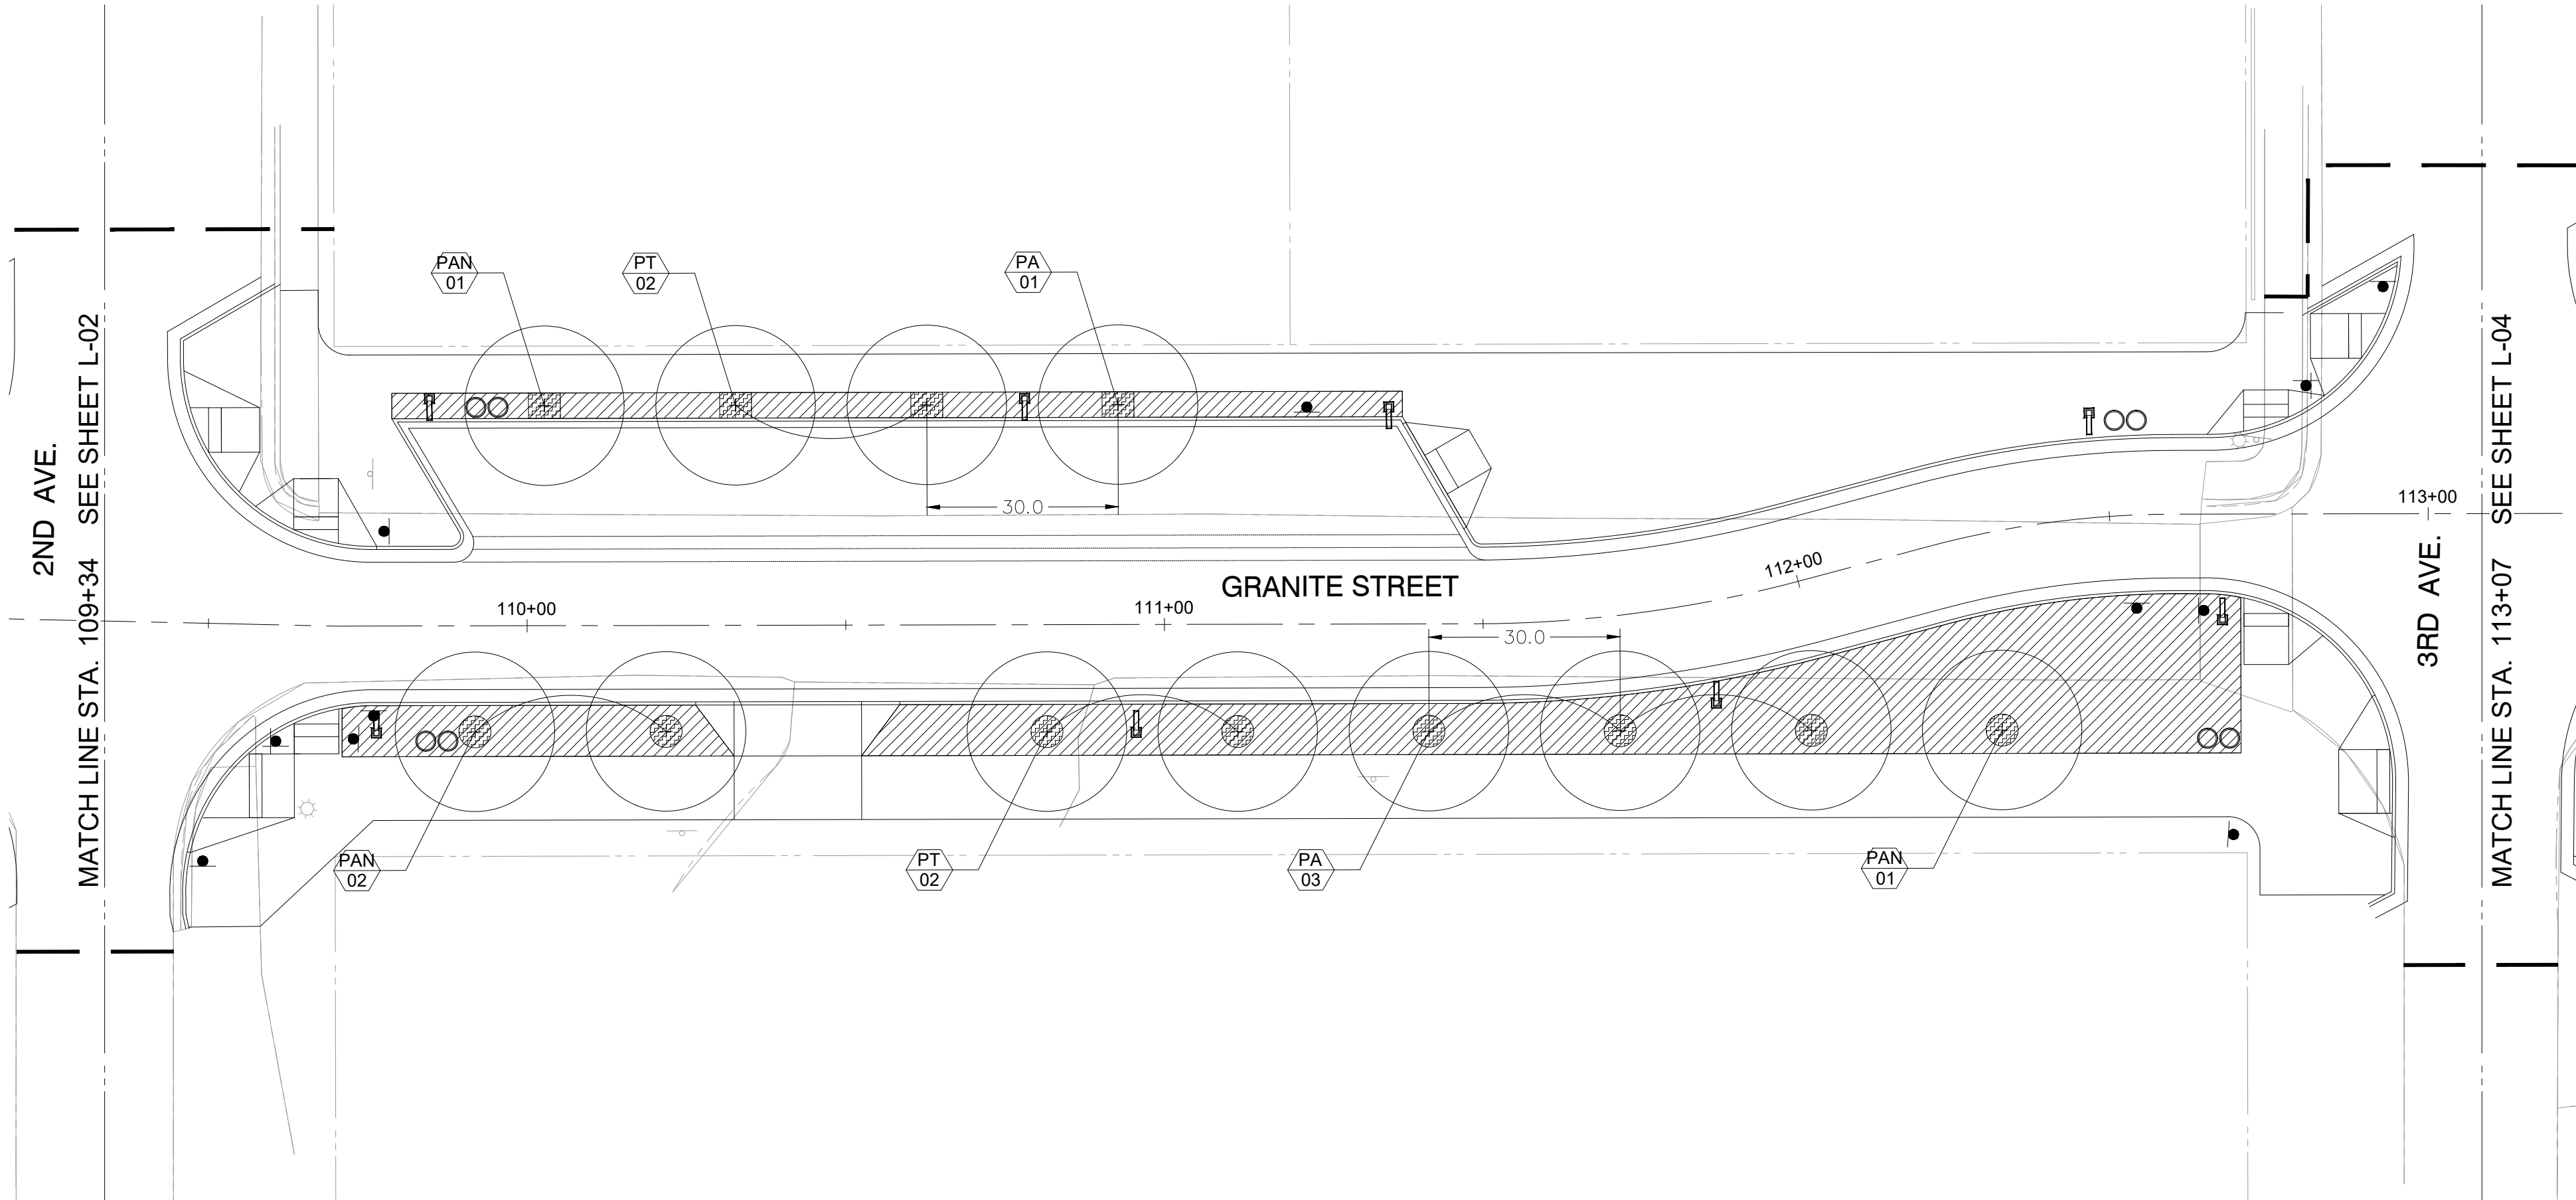 2ND AVE.
MATCH LINE STA. 109+34 SEE SHEET L-02
PAN
01
PT
02
PA
01
30.0
GRANITE STREET
110+00
111+00
112+00
113+00
30.0
PAN
02
PT
02
PA
03
PAN
01
3RD AVE.
MATCH LINE STA. 113+07 SEE SHEET L-04